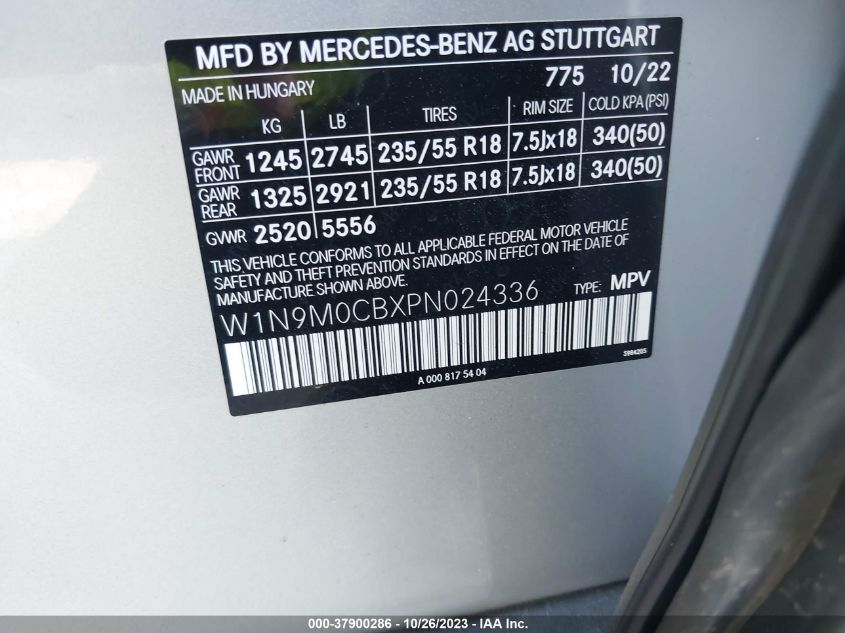 MFD BY MERCEDES-BENZ AG STUTTGART
MADE IN HUNGARY 775 10/22
KG LB TIRES RIM SIZE COLD KPA (PSI)
GAWR FRONT 1245 2745 235/55 R18 7.5Jx18 340(50)
GAWR REAR 1325 2921 235/55 R18 7.5Jx18 340(50)
GVWR 2520 5556
THIS VEHICLE CONFORMS TO ALL APPLICABLE FEDERAL MOTOR VEHICLE
SAFETY AND THEFT PREVENTION STANDARDS IN EFFECT ON THE DATE OF
MANUFACTURE SHOWN ABOVE.
W1N9M0CBXPN024336 TYPE: MPV
S984205
A 000 817 54 04
000-37900286 - 10/26/2023 - IAA Inc.